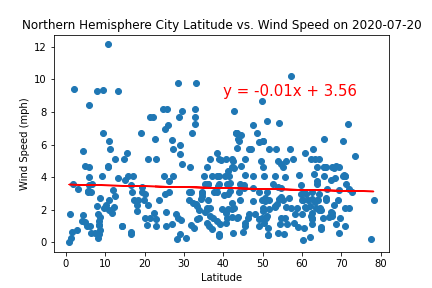 Northern Hemisphere City Latitude vs. Wind Speed on 2020-07-20
y = -0.01x + 3.56
Wind Speed (mph)
12
10
8
6
4
2
0
0 10 20 30 40 50 60 70 80
Latitude